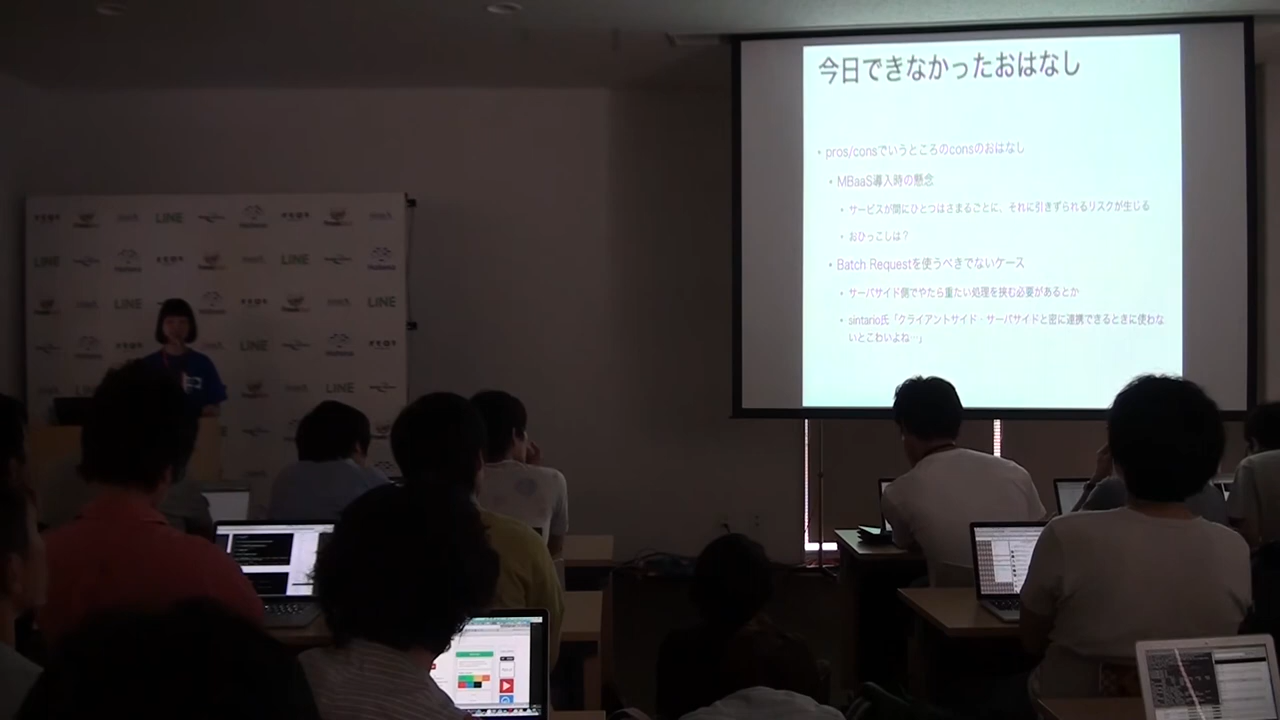 今日できなかったおはなし
• pros/consでいうところのconsのおはなし
• MBaaS導入時の懸念
• サービスが間にひとつはさまるごとに、それに引きずられるリスクが生じる
• おひっこしは？
• Batch Requestを使うべきでないケース
• サーバサイド側でやたら重たい処理を挟む必要があるとか
• sintario氏「クライアントサイド・サーバサイドと密に連携できるときに使わな
いとこわいよね…」
LINE
LINE
LINE
LINE
LINE
LINE